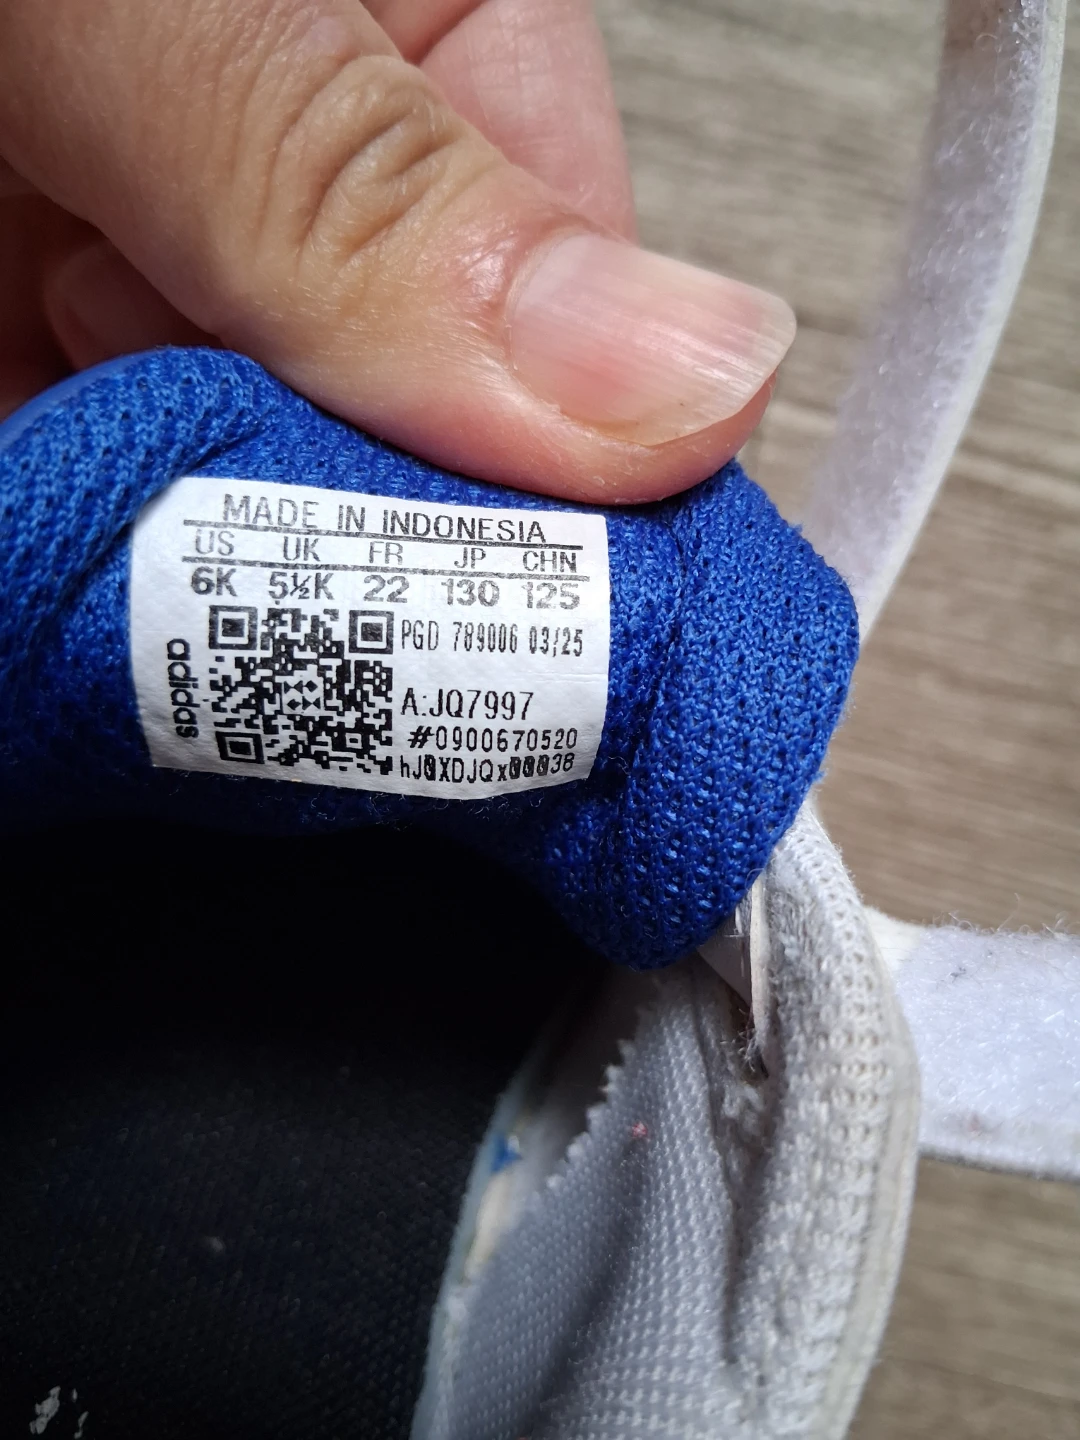 MADE IN INDONESIA
US UK FR JP CHN
6K 5½K 22 130 125
PGD 789006 03/25
adidas
A:JQ7997
#0900670520